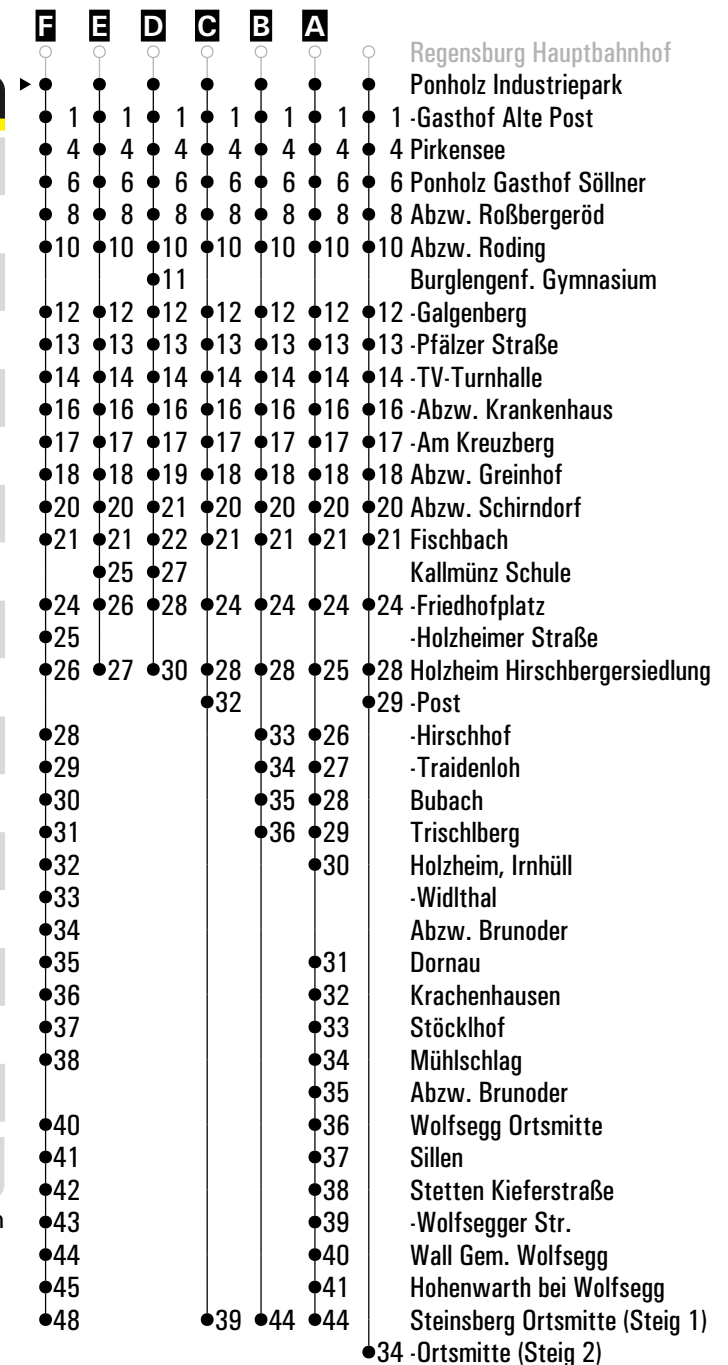 F E D C B A
Regensburg Hauptbahnhof
Ponholz Industriepark
1 1 1 1 1 1 1 -Gasthof Alte Post
4 4 4 4 4 4 4 Pirkensee
6 6 6 6 6 6 6 Ponholz Gasthof Söllner
8 8 8 8 8 8 8 Abzw. Roßbergeröd
10 10 10 10 10 10 10 Abzw. Roding
11 Burglengenf. Gymnasium
12 12 12 12 12 12 12 -Galgenberg
13 13 13 13 13 13 13 -Pfälzer Straße
14 14 14 14 14 14 14 -TV-Turnhalle
16 16 16 16 16 16 16 -Abzw. Krankenhaus
17 17 17 17 17 17 17 -Am Kreuzberg
18 18 19 18 18 18 18 Abzw. Greinhof
20 20 21 20 20 20 20 Abzw. Schirndorf
21 21 22 21 21 21 21 Fischbach
25 27 Kallmünz Schule
24 26 28 24 24 24 24 -Friedhofplatz
25 -Holzheimer Straße
26 27 30 28 28 25 28 Holzheim Hirschbergersiedlung
32 29 -Post
28 33 26 -Hirschhof
29 34 27 -Traidenloh
30 35 28 Bubach
31 36 29 Trischlberg
32 30 Holzheim, Irnhüll
33 -Widlthal
34 Abzw. Brunoder
35 31 Dornau
36 32 Krachenhausen
37 33 Stöcklhof
38 34 Mühlschlag
35 Abzw. Brunoder
40 36 Wolfsegg Ortsmitte
41 37 Sillen
42 38 Stetten Kieferstraße
43 39 -Wolfsegger Str.
44 40 Wall Gem. Wolfsegg
45 41 Hohenwarth bei Wolfsegg
48 39 44 44 Steinsberg Ortsmitte (Steig 1)
34 -Ortsmitte (Steig 2)